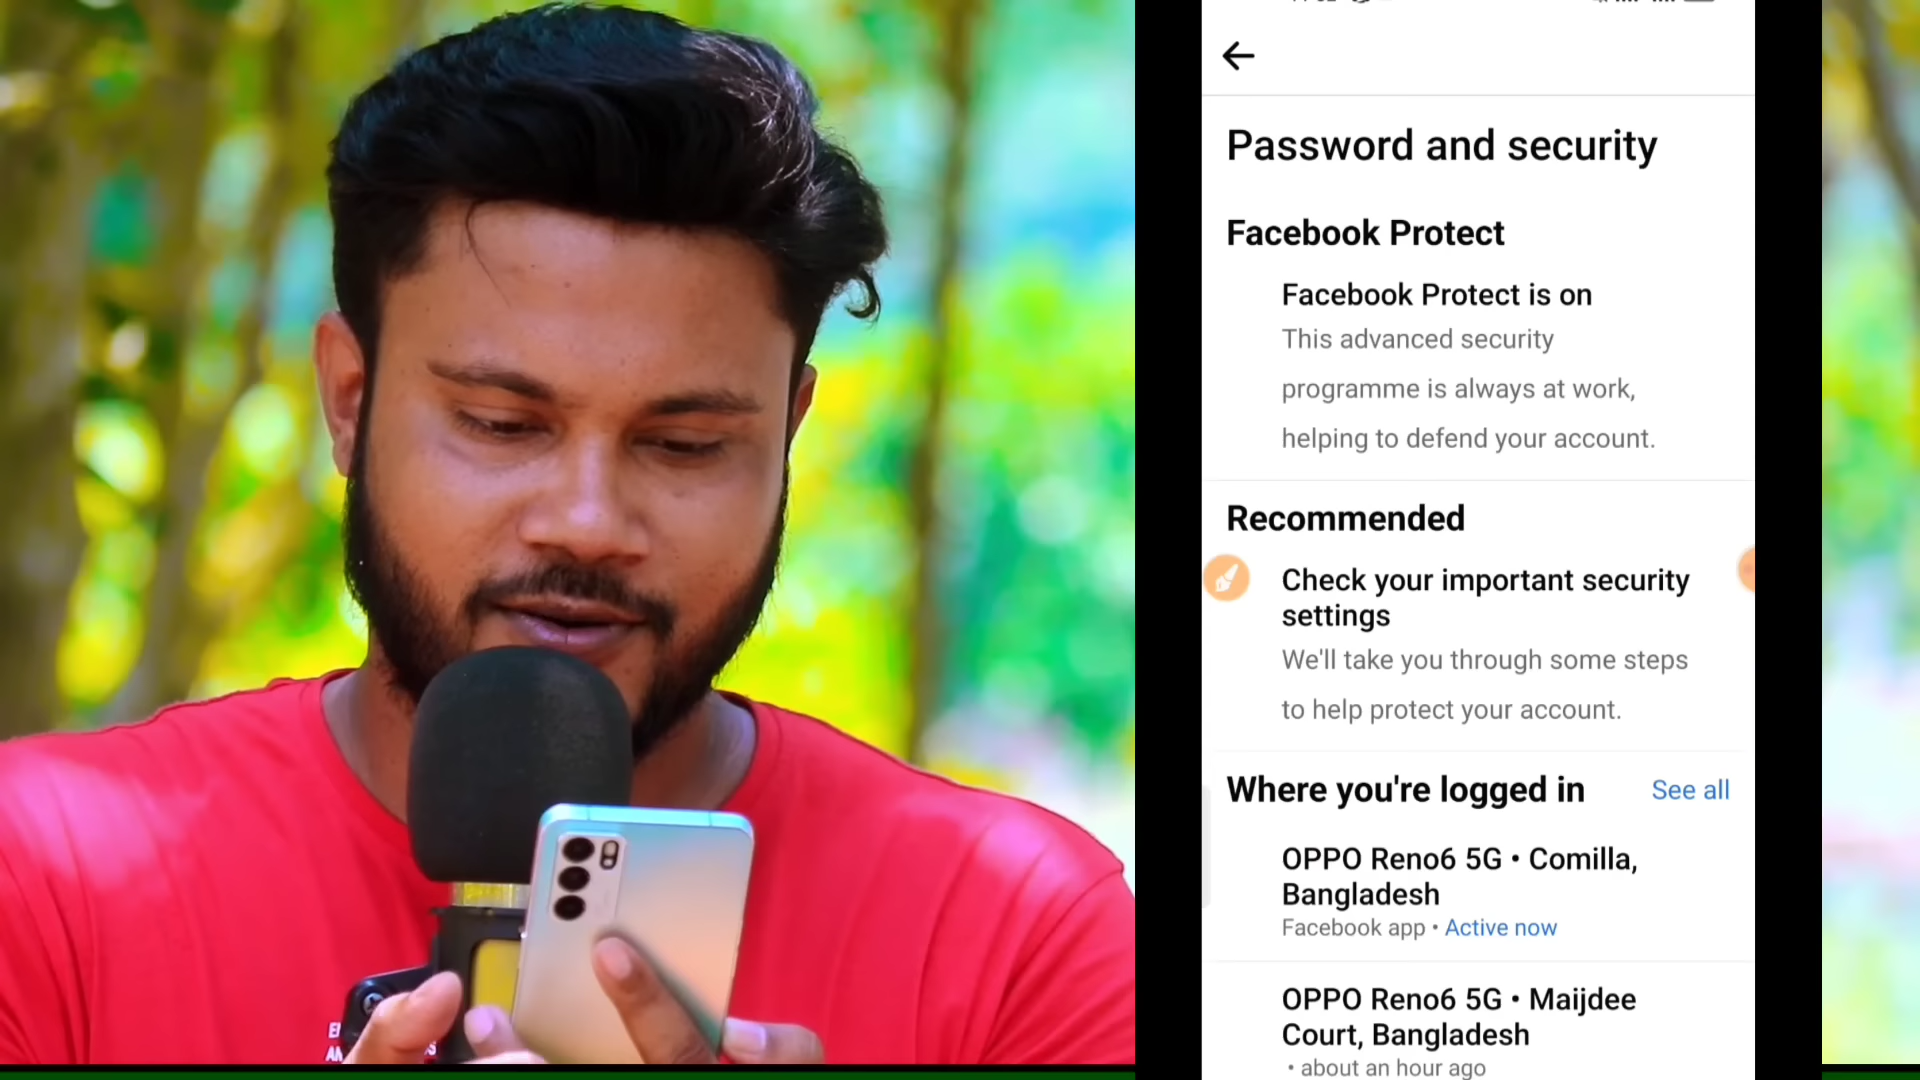 Password and security
Facebook Protect
Facebook Protect is on
This advanced security
programme is always at work,
helping to defend your account.
Recommended
Check your important security
settings
We'll take you through some steps
to help protect your account.
Where you're logged in
See all
OPPO Reno6 5G • Comilla,
Bangladesh
Facebook app • Active now
OPPO Reno6 5G • Maijdee
Court, Bangladesh
• about an hour ago